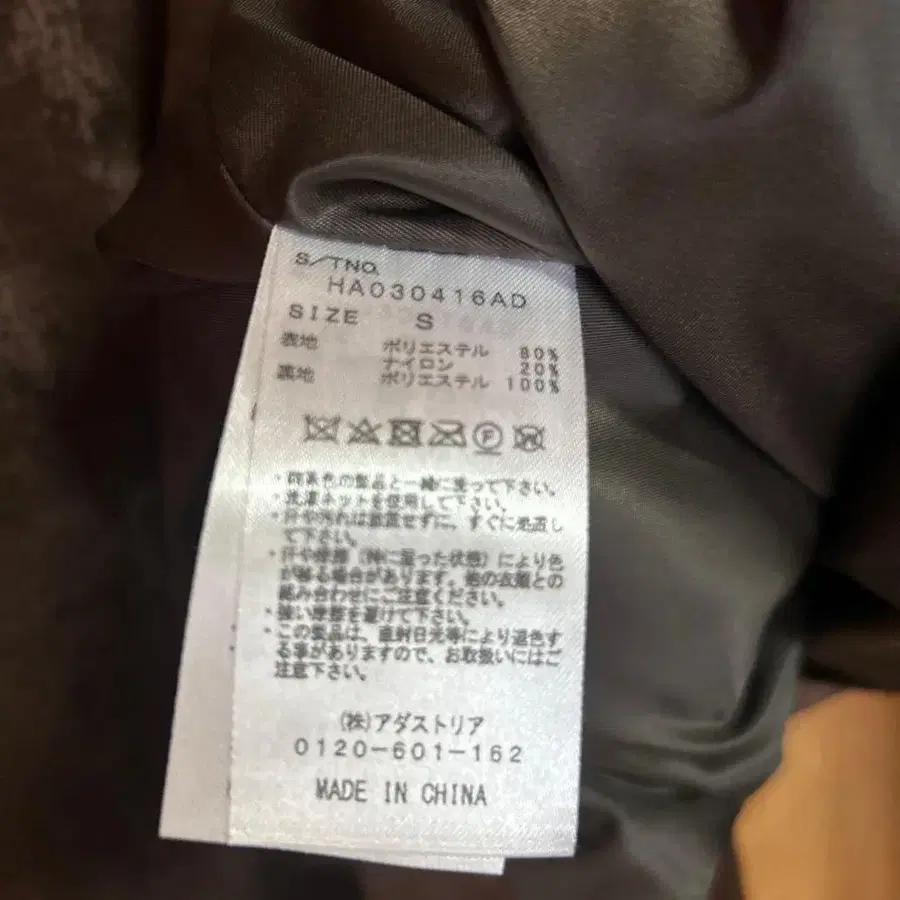 S/TNO.
HA030416AD
SIZE S
表地 ポリエステル 80%
ナイロン 20%
裏地 ポリエステル 100%
・同系色の製品と一緒に洗って下さい。
・洗濯ネットを使用して下さい。
・汗や汚れは放置せずに、すぐに処置し
て下さい。
・汗や摩擦(特に湿った状態)により色
が移る場合があります。他の衣類との
組み合わせにご注意ください。
・強い摩擦を避けて下さい。
・この製品は、直射日光等により退色す
る事がありますので、お取扱いにはご
注意下さい。
(株)アダストリア
0120-601-162
MADE IN CHINA